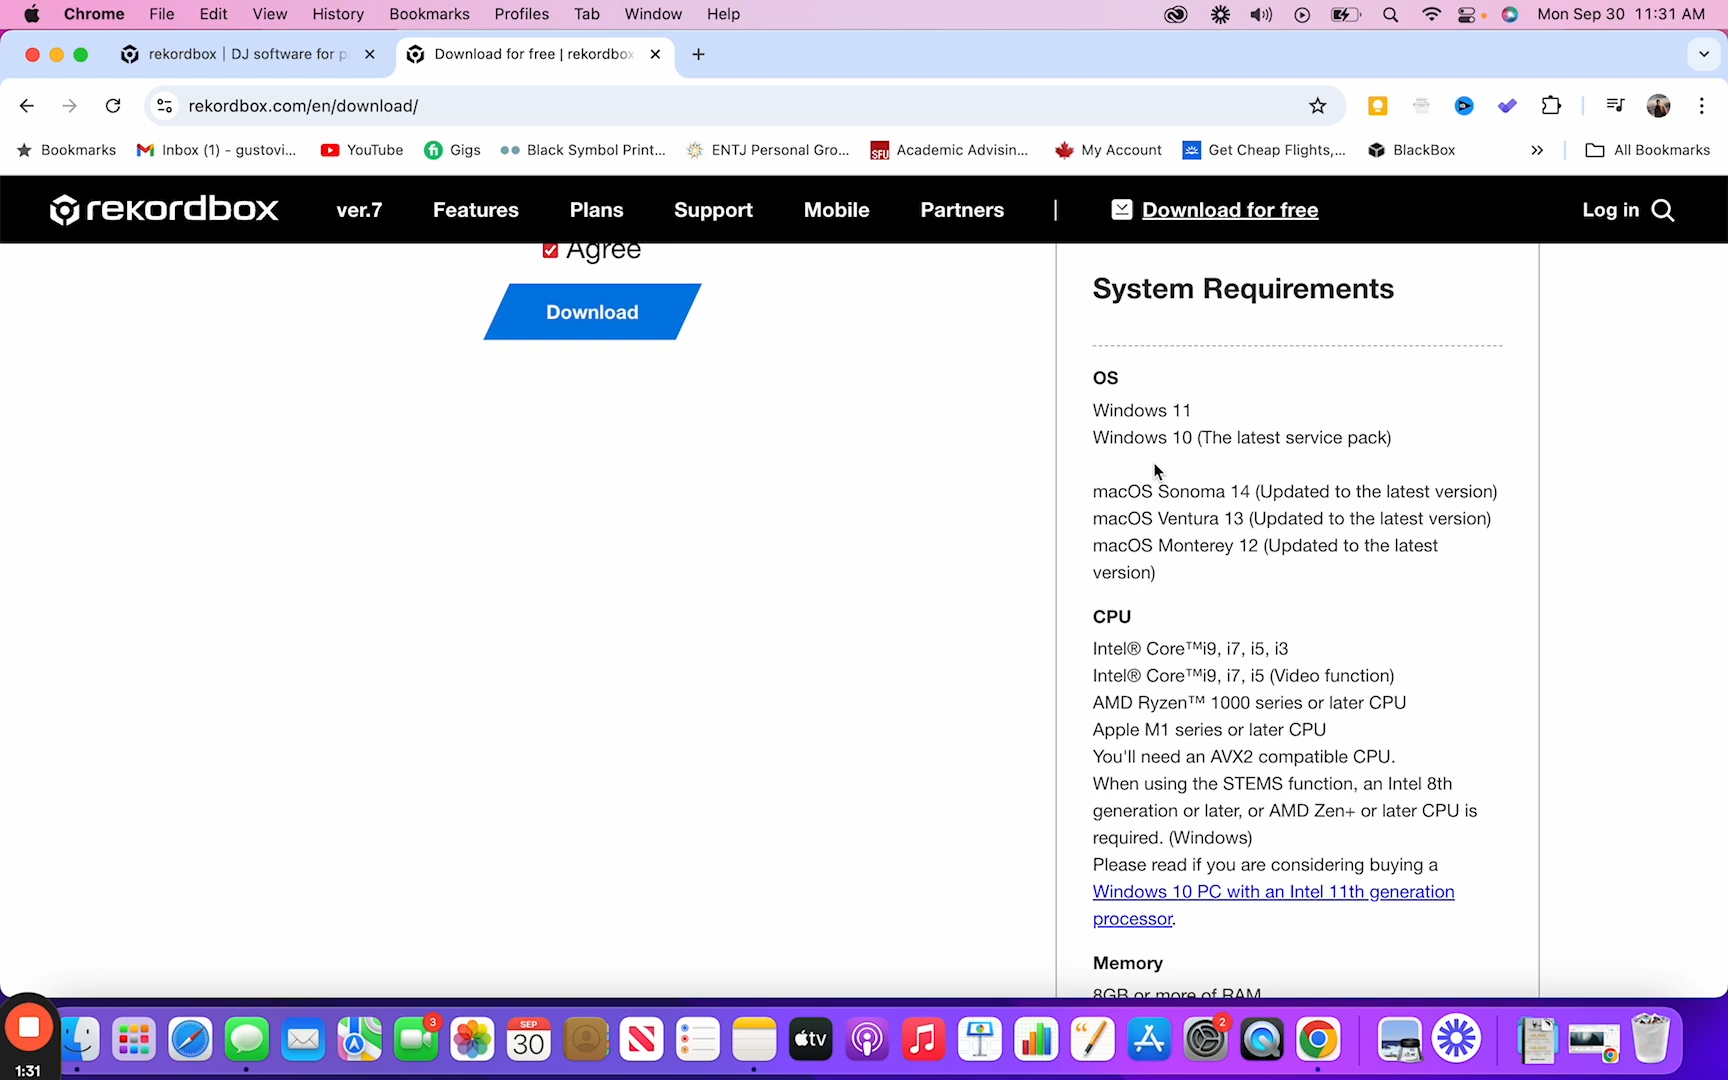 Chrome File Edit View History Bookmarks Profiles Tab Window Help Mon Sep 30 11:31 AM
rekordbox | DJ software for p Download for free | rekordbox
rekordbox.com/en/download/
Bookmarks Inbox (1) - gustovi... YouTube Gigs Black Symbol Print... ENTJ Personal Gro... SFU Academic Advisin... My Account Get Cheap Flights,... BlackBox » All Bookmarks
rekordbox ver.7 Features Plans Support Mobile Partners | Download for free Log in
Agree
Download
System Requirements
OS
Windows 11
Windows 10 (The latest service pack)
macOS Sonoma 14 (Updated to the latest version)
macOS Ventura 13 (Updated to the latest version)
macOS Monterey 12 (Updated to the latest
version)
CPU
Intel® Core™i9, i7, i5, i3
Intel® Core™i9, i7, i5 (Video function)
AMD Ryzen™ 1000 series or later CPU
Apple M1 series or later CPU
You'll need an AVX2 compatible CPU.
When using the STEMS function, an Intel 8th
generation or later, or AMD Zen+ or later CPU is
required. (Windows)
Please read if you are considering buying a
Windows 10 PC with an Intel 11th generation
processor.
Memory
8GB or more of RAM
3 SEP 30 tv 2
1:31